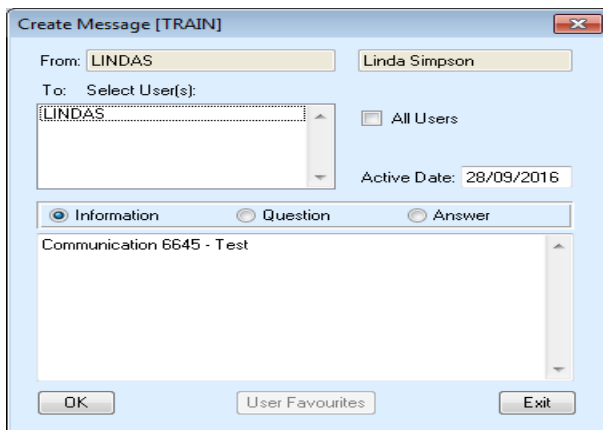 Create Message [TRAIN]
From: LINDAS Linda Simpson
To: Select User(s):
LINDAS
All Users
Active Date: 28/09/2016
Information Question Answer
Communication 6645 - Test
OK User Favourites Exit